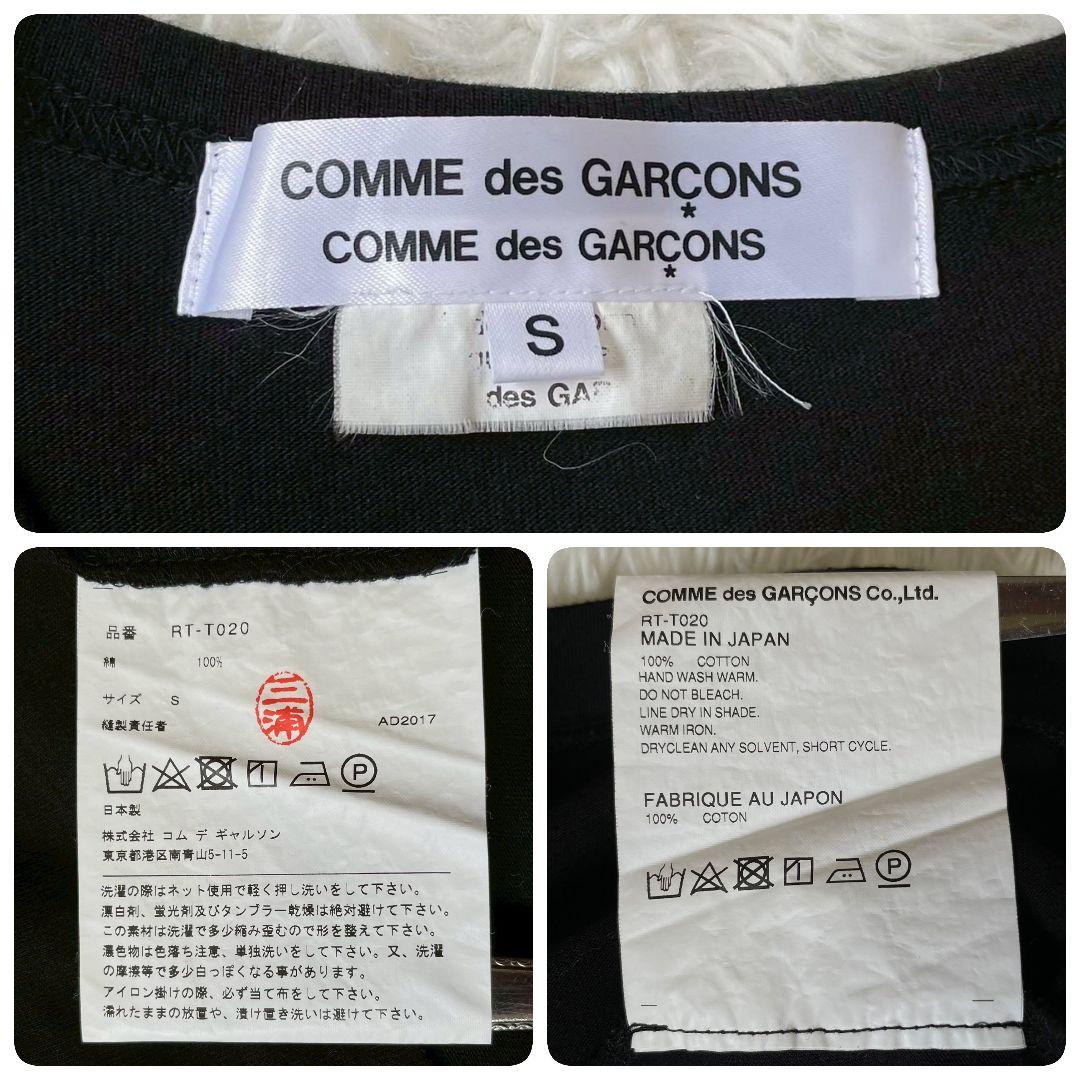 COMME des GARÇONS
*
COMME des GARÇONS
*
S
des GA
品番 RT-T020
綿 100%
サイズ S
縫製責任者 三浦 AD2017
日本製
株式会社 コム デ ギャルソン
東京都港区南青山5-11-5
洗濯の際はネット使用で軽く押し洗いをして下さい。
漂白剤、蛍光剤及びタンブラー乾燥は絶対避けて下さい。
この素材は洗濯で多少縮み歪むので形を整えて下さい。
濃色物は色落ち注意、単独洗いをして下さい。又、洗濯
の摩擦等で多少白っぽくなる事があります。
アイロン掛けの際、必ず当て布をして下さい。
濡れたままの放置や、漬け置き洗いは避けて下さい。
COMME des GARÇONS Co.,Ltd.
RT-T020
MADE IN JAPAN
100% COTTON
HAND WASH WARM.
DO NOT BLEACH.
LINE DRY IN SHADE.
WARM IRON.
DRYCLEAN ANY SOLVENT, SHORT CYCLE.
FABRIQUE AU JAPON
100% COTON